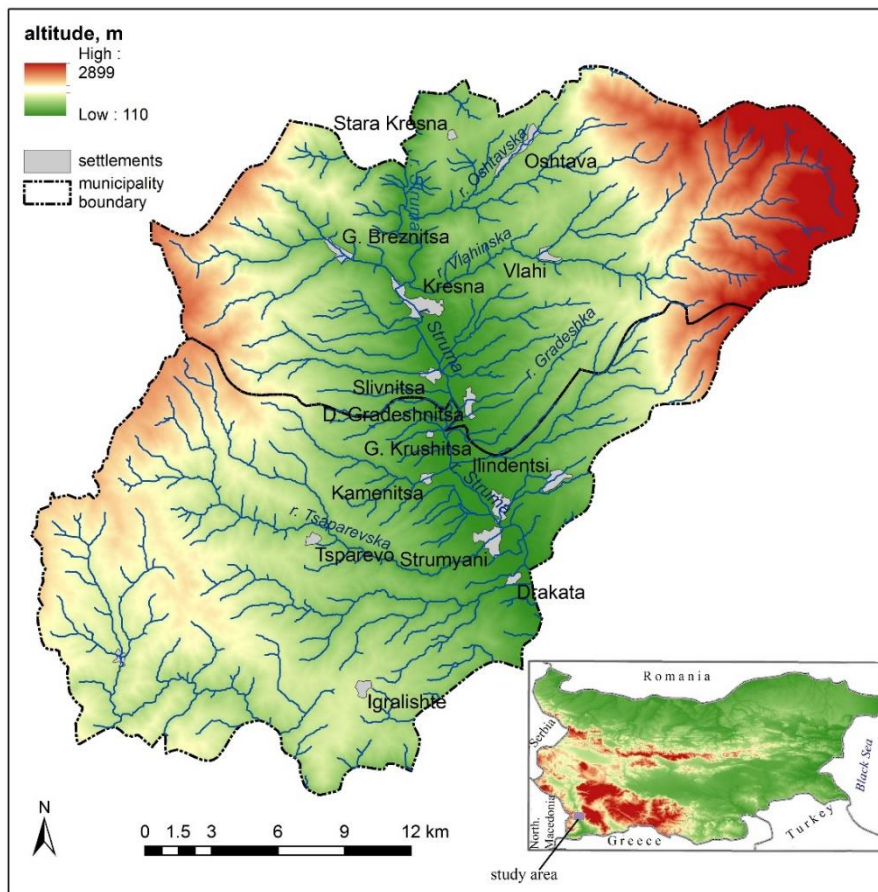 altitude, m
High :
2899
Low : 110
settlements
municipality
boundary
Stara Kresna
r. Oshtavska
Oshtava
r. Struma
G. Breznitsa
r. Vlahinska
Vlahi
Kresna
Struma
r. Gradeshka
Slivnitsa
D. Gradeshnitsa
G. Krushitsa
Ilindentsi
r. Struma
Kamenitsa
r. Tsaparevska
Tsparevo
Strumyani
Drakata
Igralishte
N
0 1.5 3 6 9 12 km
Romania
Serbia
Black Sea
North.
Macedonia
Turkey
Greece
study area